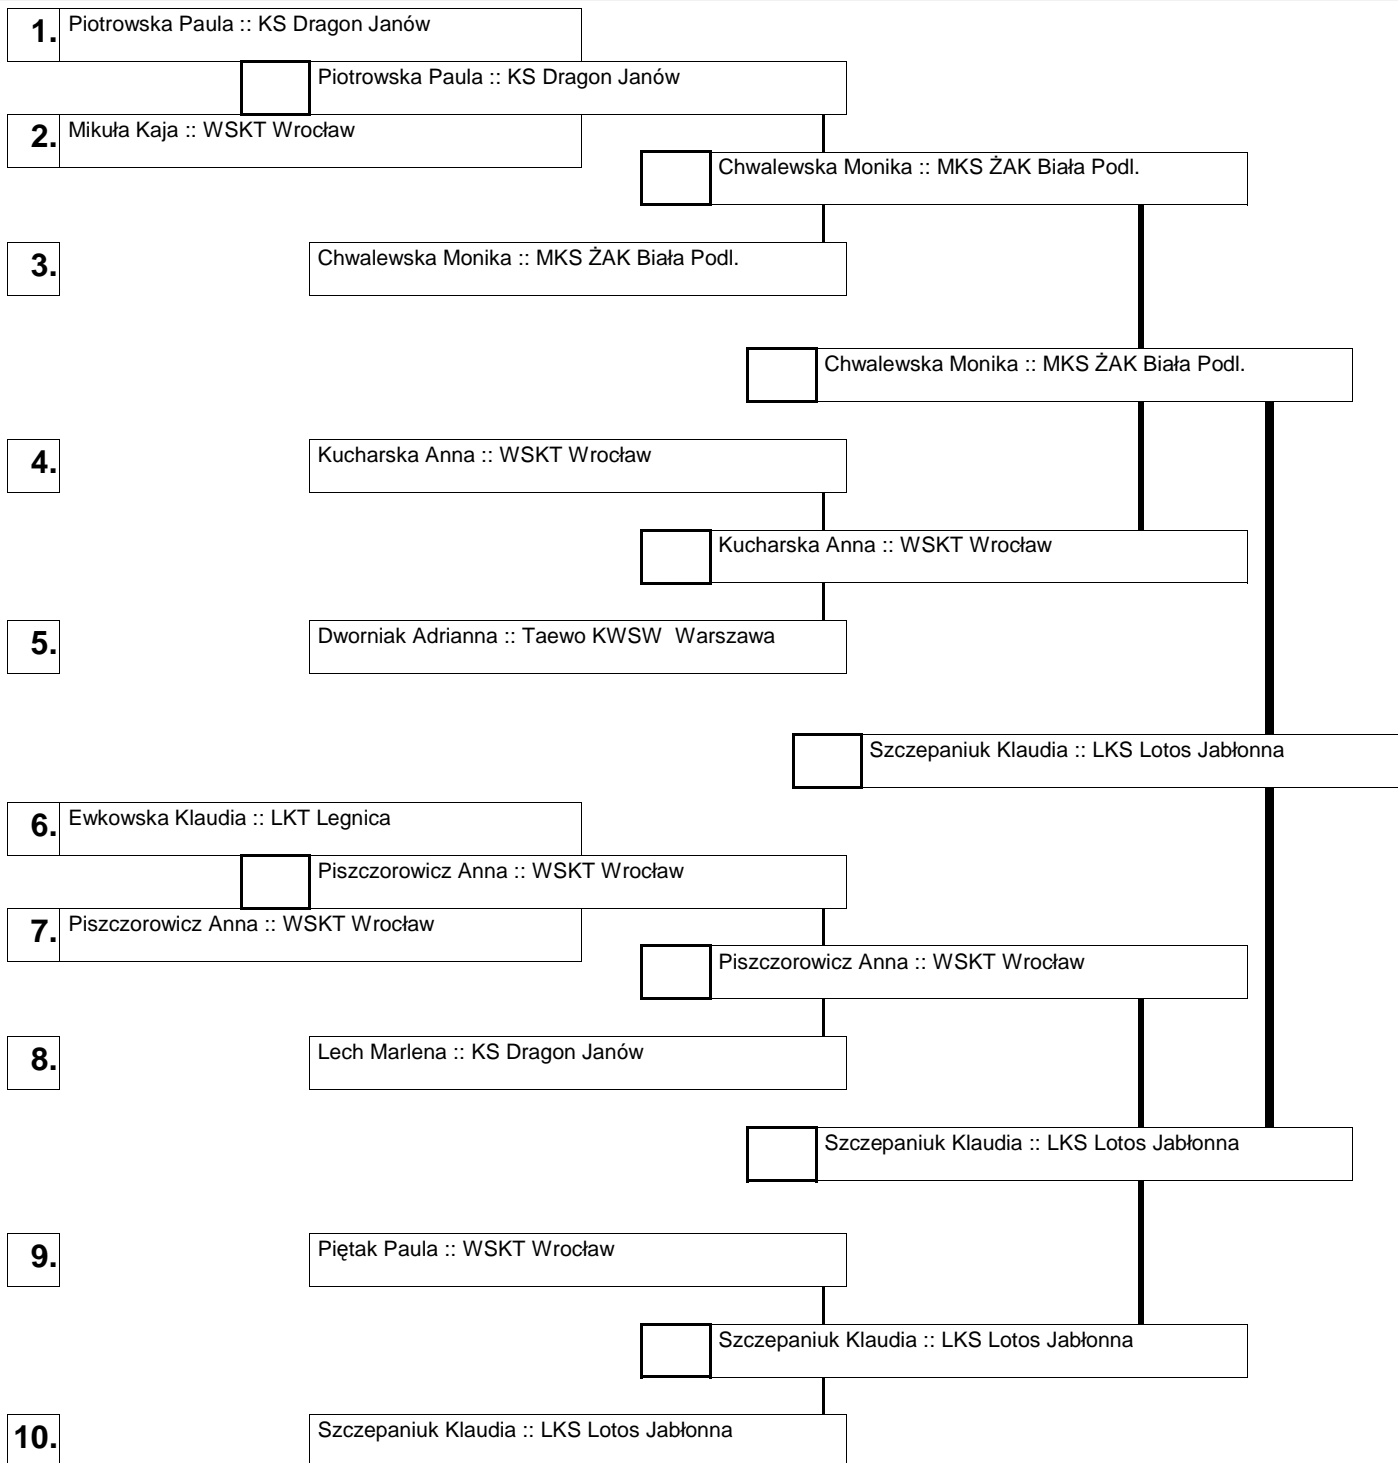 1. Piotrowska Paula :: KS Dragon Janów
Piotrowska Paula :: KS Dragon Janów
2. Mikuła Kaja :: WSKT Wrocław
Chwalewska Monika :: MKS ŻAK Biała Podl.
3. Chwalewska Monika :: MKS ŻAK Biała Podl.
Chwalewska Monika :: MKS ŻAK Biała Podl.
4. Kucharska Anna :: WSKT Wrocław
Kucharska Anna :: WSKT Wrocław
5. Dworniak Adrianna :: Taewo KWSW  Warszawa
Szczepaniuk Klaudia :: LKS Lotos Jabłonna
6. Ewkowska Klaudia :: LKT Legnica
Piszczorowicz Anna :: WSKT Wrocław
7. Piszczorowicz Anna :: WSKT Wrocław
Piszczorowicz Anna :: WSKT Wrocław
8. Lech Marlena :: KS Dragon Janów
Szczepaniuk Klaudia :: LKS Lotos Jabłonna
9. Piętak Paula :: WSKT Wrocław
Szczepaniuk Klaudia :: LKS Lotos Jabłonna
10. Szczepaniuk Klaudia :: LKS Lotos Jabłonna